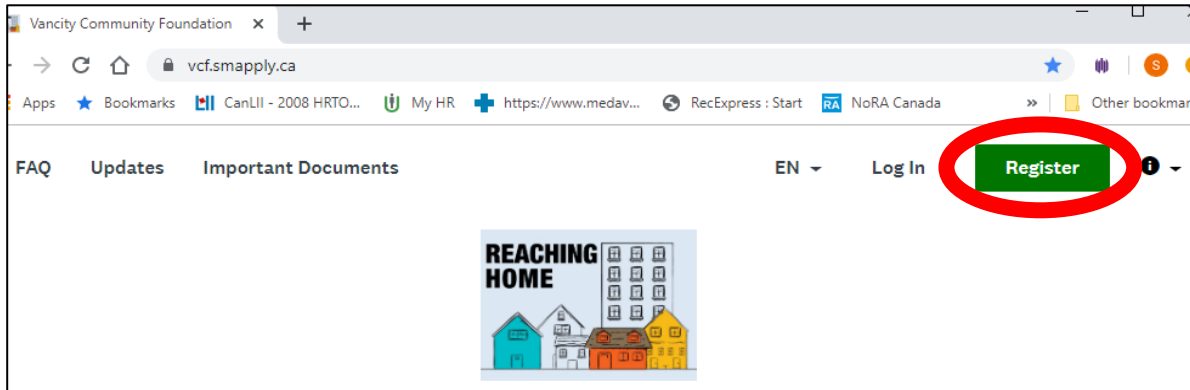 Vancity Community Foundation
vcf.smapply.ca
S
Apps Bookmarks CanLII - 2008 HRTO... My HR https://www.medav... RecExpress : Start RA NoRA Canada » Other bookmar
FAQ Updates Important Documents EN Log In Register
REACHING
HOME